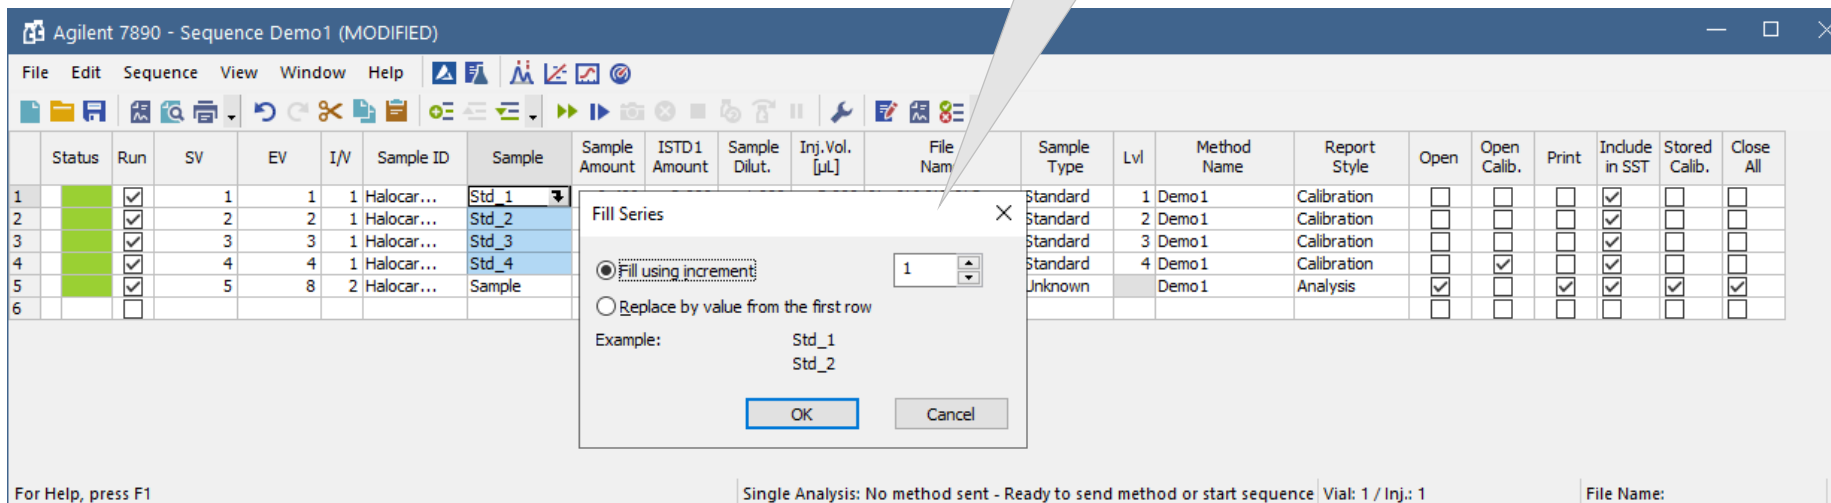 Agilent 7890 - Sequence Demo1 (MODIFIED)
File Edit Sequence View Window Help
Status Run SV EV I/V Sample ID Sample Sample Amount ISTD1 Amount Sample Dilut. Inj.Vol. [µL] File Sample Type Lvl Method Name Report Style Open Open Calib. Print Include in SST Stored Calib. Close All
1 1 1 1 Halocar... Std_1 Standard 1 Demo1 Calibration
2 2 2 1 Halocar... Std_2 Standard 2 Demo1 Calibration
3 3 3 1 Halocar... Std_3 Standard 3 Demo1 Calibration
4 4 4 1 Halocar... Std_4 Standard 4 Demo1 Calibration
5 5 8 2 Halocar... Sample Unknown Demo1 Analysis
6
Fill Series
Fill using increment 1
Replace by value from the first row
Example: Std_1
Std_2
OK Cancel
For Help, press F1 Single Analysis: No method sent - Ready to send method or start sequence Vial: 1 / Inj.: 1 File Name: